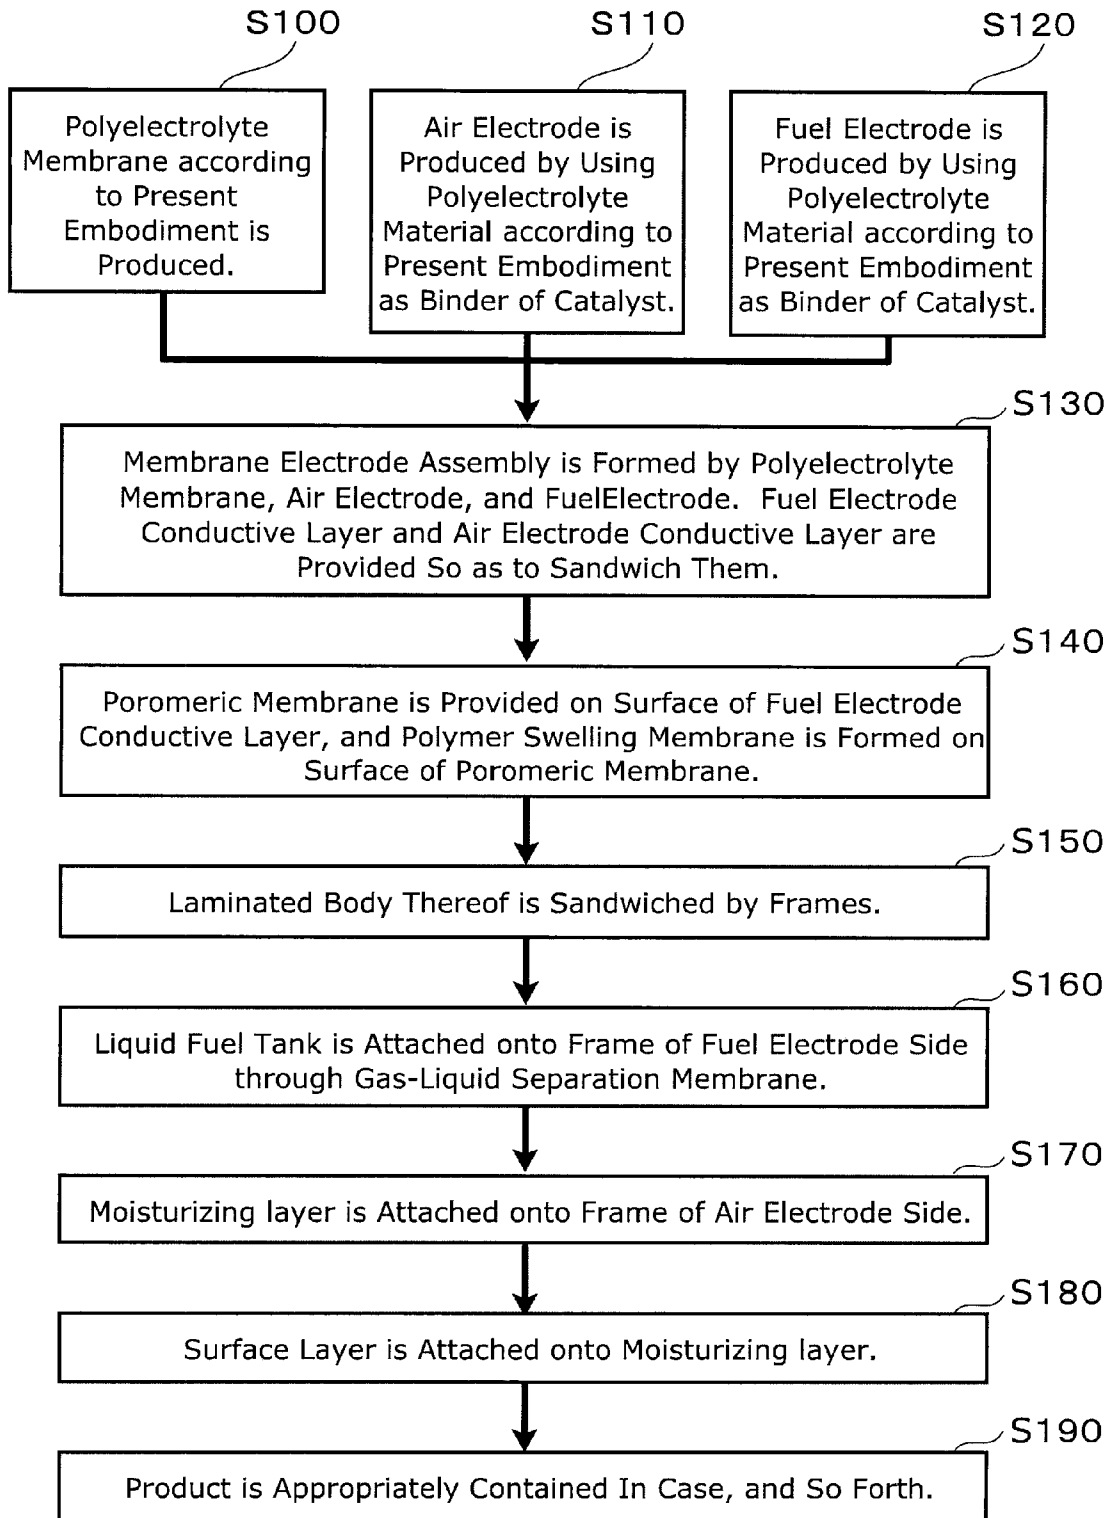 S100
S110
S120
Polyelectrolyte
Membrane according
to Present
Embodiment is
Produced.
Air Electrode is
Produced by Using
Polyelectrolyte
Material according to
Present Embodiment
as Binder of Catalyst.
Fuel Electrode is
Produced by Using
Polyelectrolyte
Material according to
Present Embodiment
as Binder of Catalyst.
S130
Membrane Electrode Assembly is Formed by Polyelectrolyte
Membrane, Air Electrode, and FuelElectrode. Fuel Electrode
Conductive Layer and Air Electrode Conductive Layer are
Provided So as to Sandwich Them.
S140
Poromeric Membrane is Provided on Surface of Fuel Electrode
Conductive Layer, and Polymer Swelling Membrane is Formed on
Surface of Poromeric Membrane.
S150
Laminated Body Thereof is Sandwiched by Frames.
S160
Liquid Fuel Tank is Attached onto Frame of Fuel Electrode Side
through Gas-Liquid Separation Membrane.
S170
Moisturizing layer is Attached onto Frame of Air Electrode Side.
S180
Surface Layer is Attached onto Moisturizing layer.
S190
Product is Appropriately Contained In Case, and So Forth.